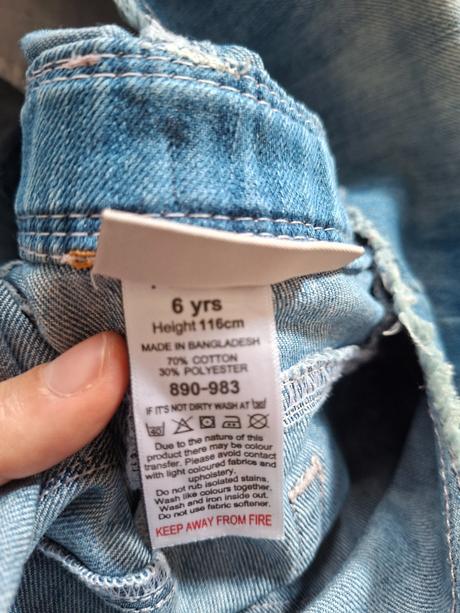 6 yrs
Height 116cm
MADE IN BANGLADESH
70% COTTON
30% POLYESTER
890-983
IF IT'S NOT DIRTY WASH AT
40
Due to the nature of this
product there may be colour
transfer. Please avoid contact
with light coloured fabrics and
upholstery.
Do not rub isolated stains.
Wash like colours together.
Wash and iron inside out.
Do not use fabric softener.
KEEP AWAY FROM FIRE